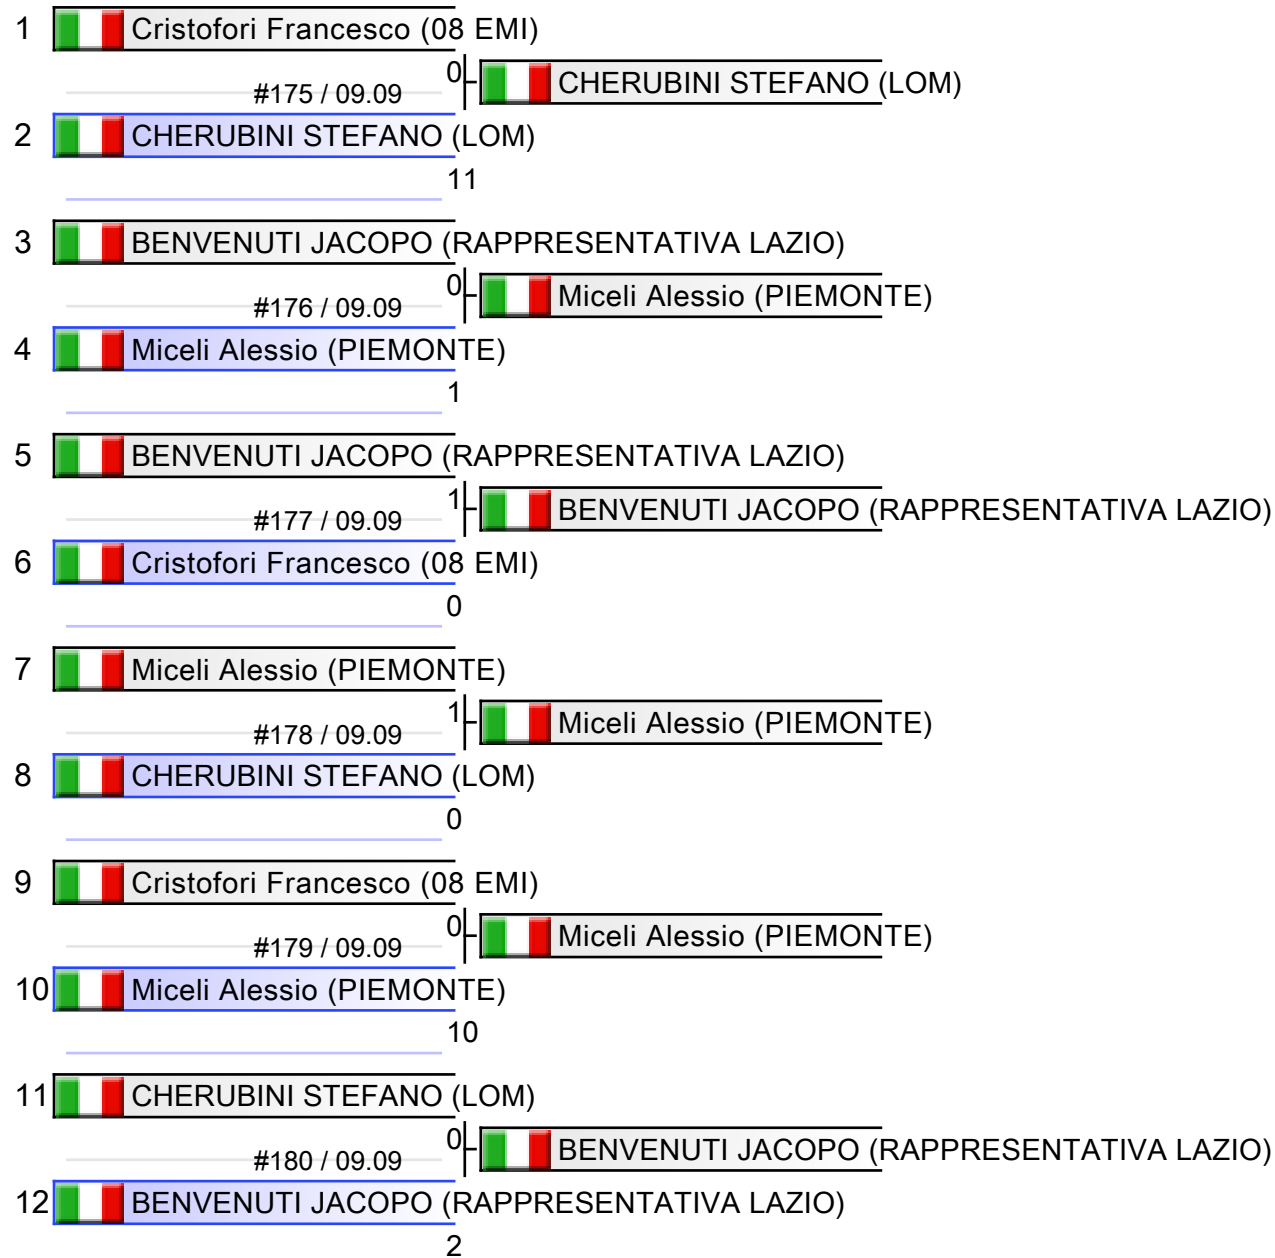 1 Cristofori Francesco (08 EMI)
0 CHERUBINI STEFANO (LOM)
#175 / 09.09
2 CHERUBINI STEFANO (LOM)
11
3 BENVENUTI JACOPO (RAPPRESENTATIVA LAZIO)
0 Miceli Alessio (PIEMONTE)
#176 / 09.09
4 Miceli Alessio (PIEMONTE)
1
5 BENVENUTI JACOPO (RAPPRESENTATIVA LAZIO)
1 BENVENUTI JACOPO (RAPPRESENTATIVA LAZIO)
#177 / 09.09
6 Cristofori Francesco (08 EMI)
0
7 Miceli Alessio (PIEMONTE)
1 Miceli Alessio (PIEMONTE)
#178 / 09.09
8 CHERUBINI STEFANO (LOM)
0
9 Cristofori Francesco (08 EMI)
0 Miceli Alessio (PIEMONTE)
#179 / 09.09
10 Miceli Alessio (PIEMONTE)
10
11 CHERUBINI STEFANO (LOM)
0 BENVENUTI JACOPO (RAPPRESENTATIVA LAZIO)
#180 / 09.09
12 BENVENUTI JACOPO (RAPPRESENTATIVA LAZIO)
2